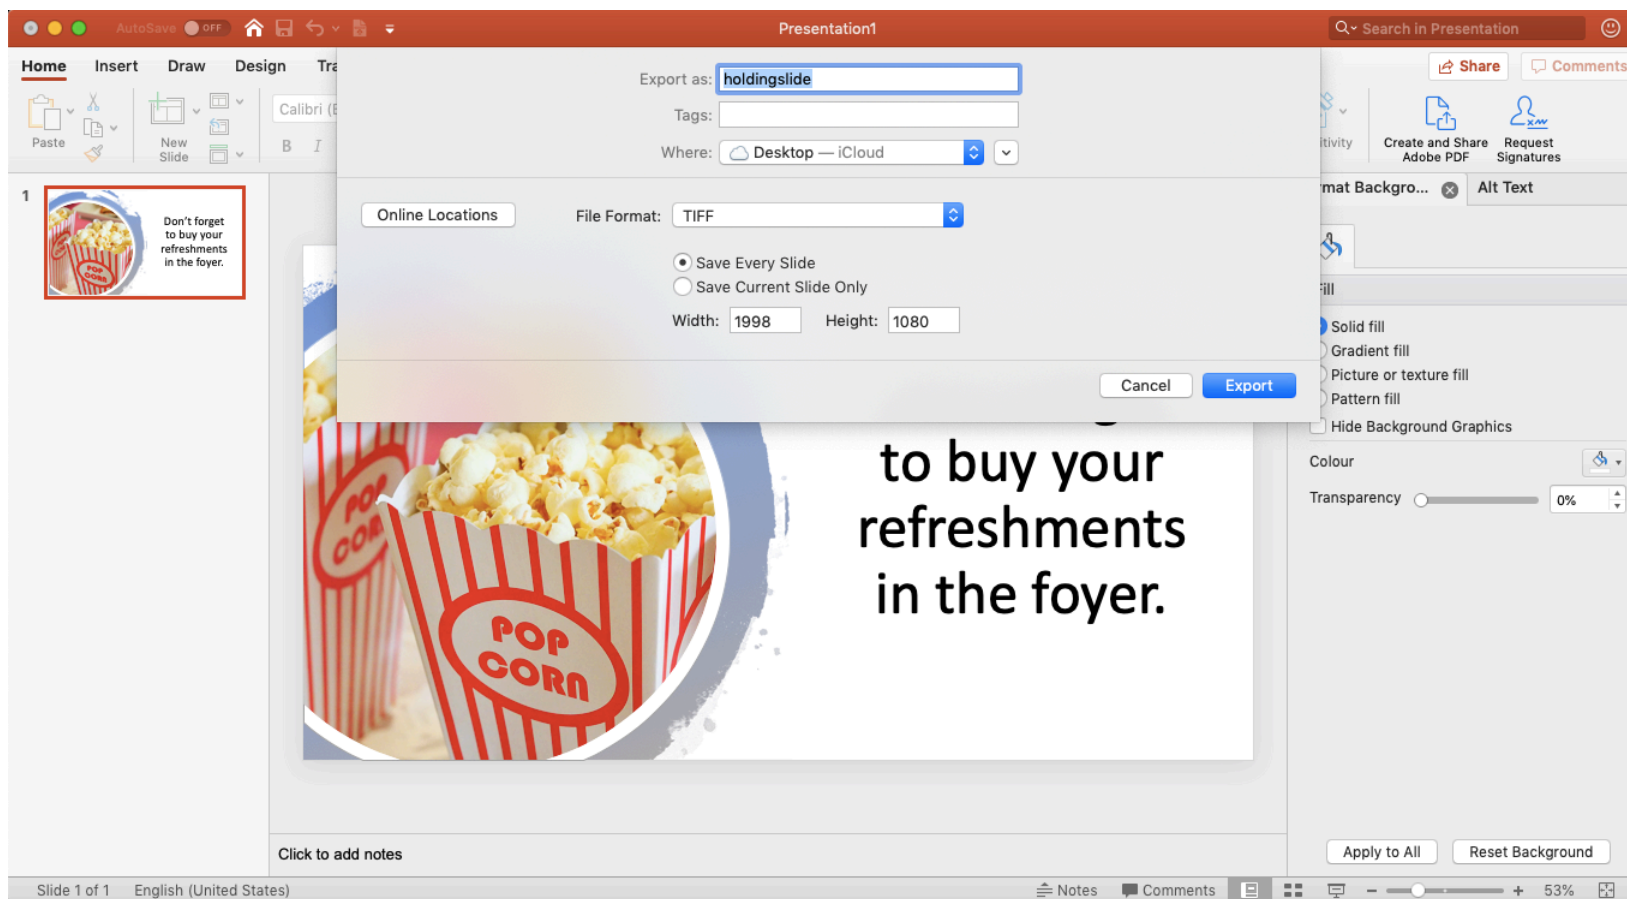 AutoSave OFF
Presentation1
Search in Presentation
Home Insert Draw Design Tra
Share Comments
Export as: holdingslide
Tags:
Where: Desktop — iCloud
Paste
New
Slide
Calibri (
B I
Create and Share
Adobe PDF
Request
Signatures
tivity
1
Don't forget
to buy your
refreshments
in the foyer.
POP
CORN
Online Locations
File Format: TIFF
Save Every Slide
Save Current Slide Only
Width: 1998 Height: 1080
Cancel Export
mat Backgro... Alt Text
Fill
Solid fill
Gradient fill
Picture or texture fill
Pattern fill
Hide Background Graphics
Colour
Transparency 0%
to buy your
refreshments
in the foyer.
POP
COR
POP
CORN
Click to add notes
Apply to All Reset Background
Slide 1 of 1 English (United States)
Notes Comments 53%